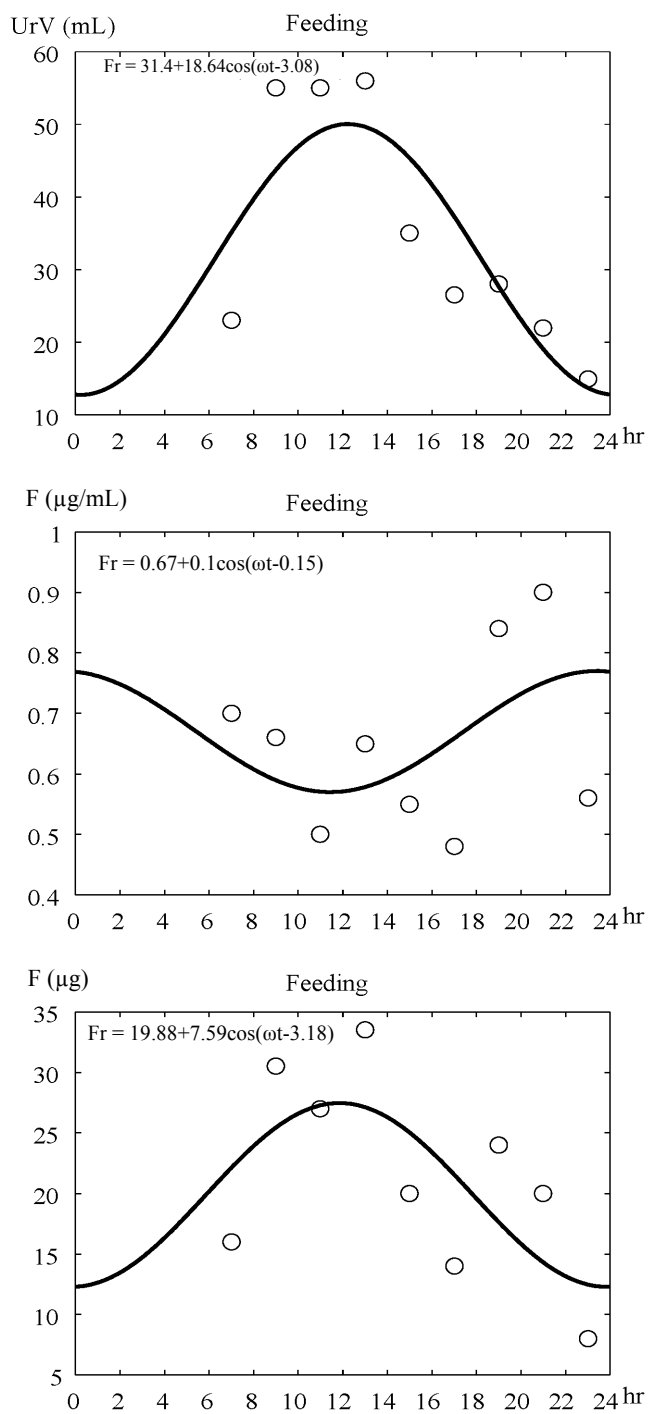 UrV (mL)
Feeding
60
Fr = 31.4+18.64cos(ωt-3.08)
50
40
30
20
10
0 2 4 6 8 10 12 14 16 18 20 22 24 hr
F (µg/mL)
Feeding
1
Fr = 0.67+0.1cos(ωt-0.15)
0.9
0.8
0.7
0.6
0.5
0.4
0 2 4 6 8 10 12 14 16 18 20 22 24 hr
F (µg)
Feeding
35
Fr = 19.88+7.59cos(ωt-3.18)
30
25
20
15
10
5
0 2 4 6 8 10 12 14 16 18 20 22 24 hr